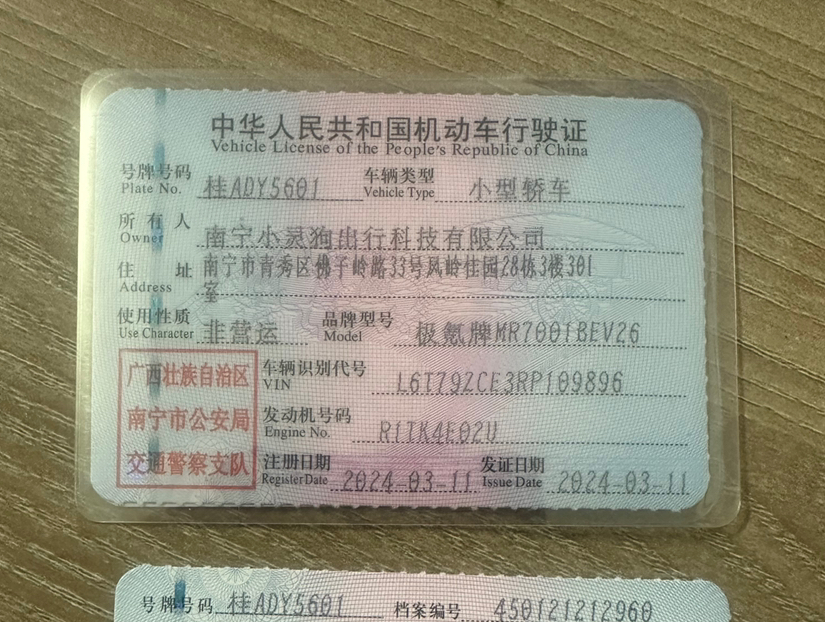 中华人民共和国机动车行驶证
Vehicle License of the People's Republic of China
号牌号码 桂ADY5601 车辆类型 小型轿车
Plate No. Vehicle Type
所有人 南宁小灵狗出行科技有限公司
Owner
住址 南宁市青秀区佛子岭路33号凤岭佳园28栋3楼301
Address 室
使用性质 非营运 品牌型号 极氪牌MR7001BEV26
Use Character Model
广西壮族自治区 车辆识别代号 L6T79ZCE3RP109896
VIN
南宁市公安局 发动机号码 R1TK4E02U
Engine No.
交通警察支队 注册日期 2024-03-11 发证日期 2024-03-11
Register Date Issue Date
号牌号码 桂ADY5601 档案编号 450121212960